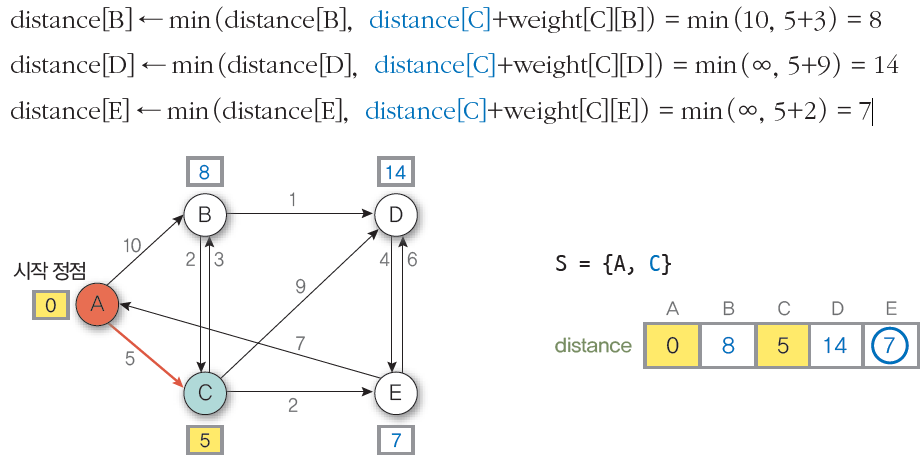 distance[B] ← min(distance[B], distance[C]+weight[C][B]) = min(10, 5+3) = 8
distance[D] ← min(distance[D], distance[C]+weight[C][D]) = min(∞, 5+9) = 14
distance[E] ← min(distance[E], distance[C]+weight[C][E]) = min(∞, 5+2) = 7
8
14
B
1
D
10
2
3
4
6
시작 정점
9
0
A
7
5
C
2
E
5
7
S = {A, C}
A B C D E
distance 0 8 5 14 7